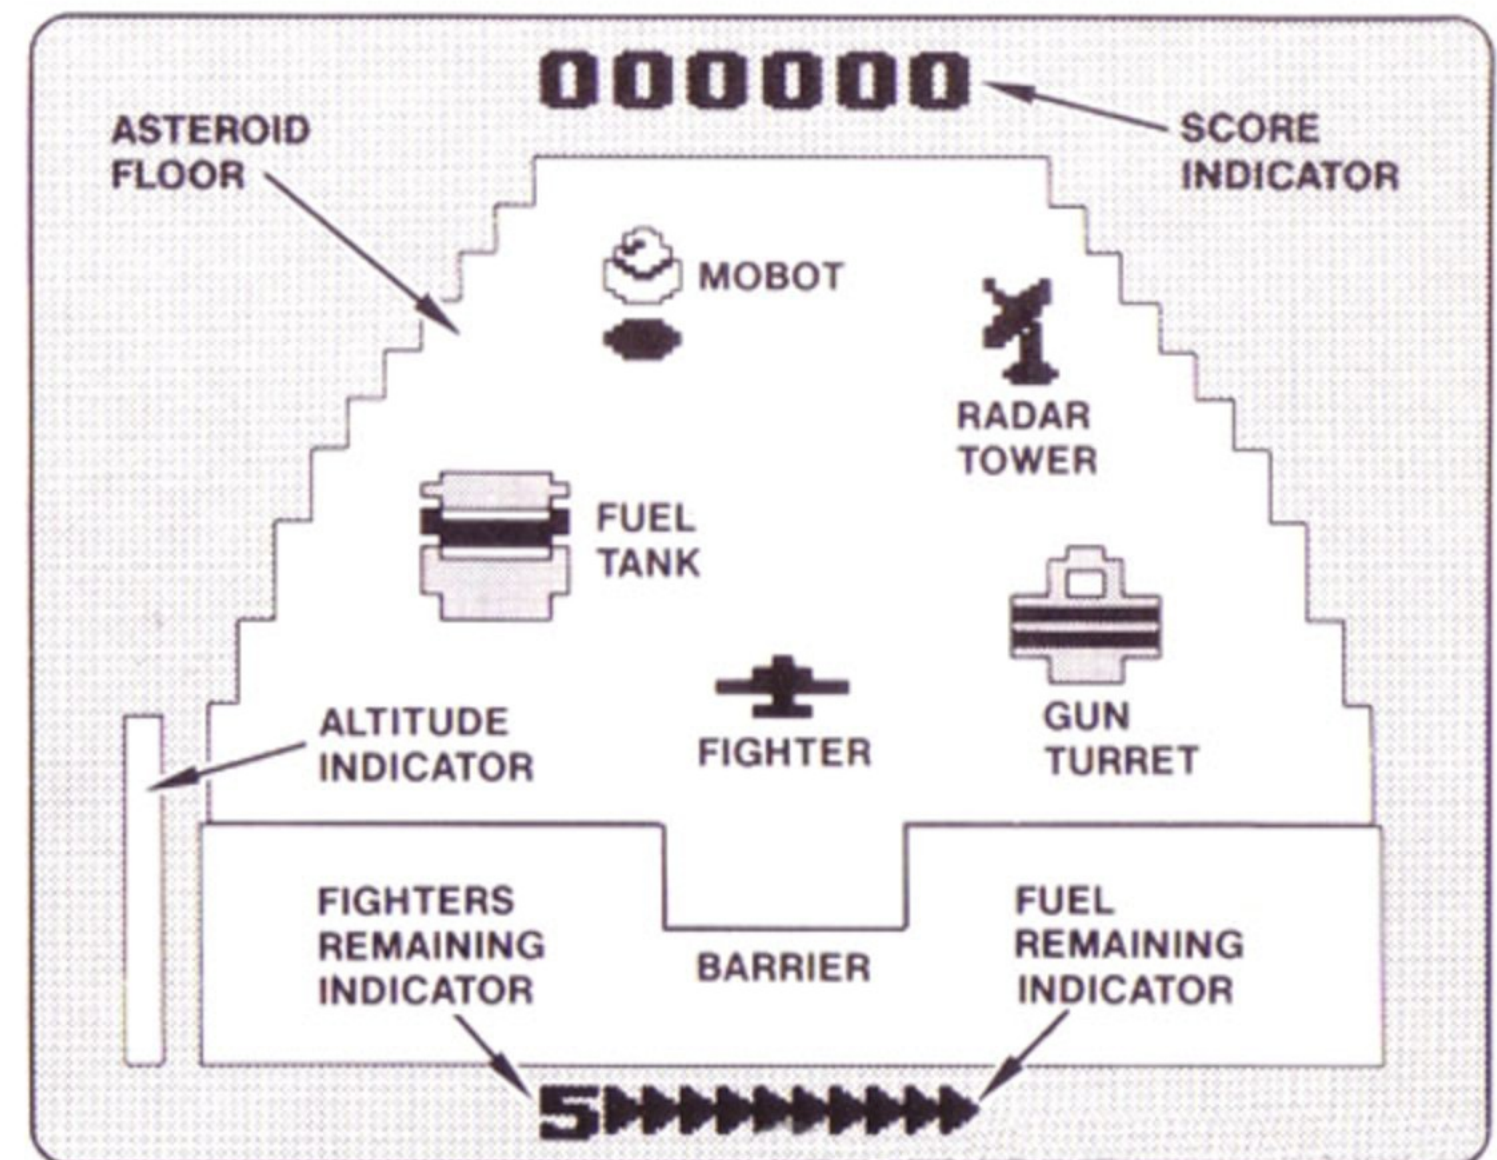 000000
ASTEROID
FLOOR
SCORE
INDICATOR
MOBOT
RADAR
TOWER
FUEL
TANK
ALTITUDE
INDICATOR
FIGHTER
GUN
TURRET
FIGHTERS
REMAINING
INDICATOR
FUEL
REMAINING
INDICATOR
BARRIER
5